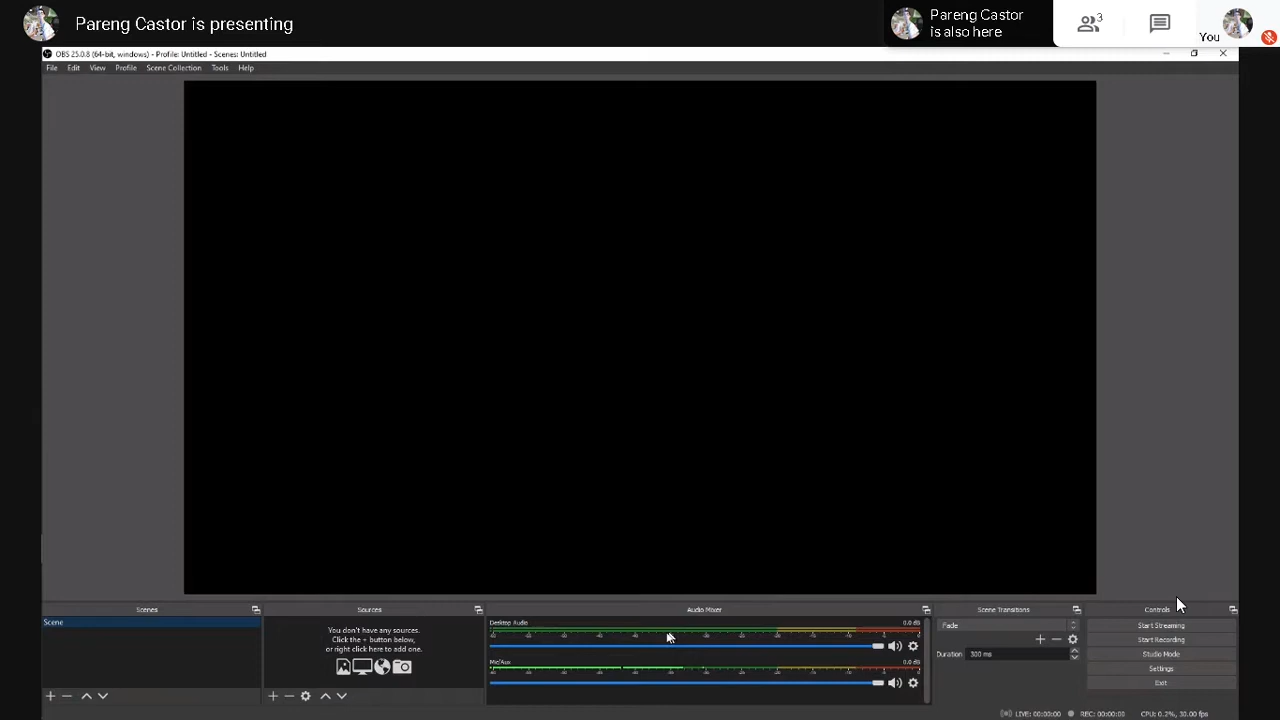 Pareng Castor is presenting
Pareng Castor
is also here
3
You
OBS 25.0.8 (64-bit, windows) - Profile: Untitled - Scenes: Untitled
File Edit View Profile Scene Collection Tools Help
Scenes
Scene
Sources
You don't have any sources.
Click the + button below,
or right click here to add one.
Audio Mixer
Desktop Audio 0.0 dB
Mic/Aux 0.0 dB
Scene Transitions
Fade
Duration 300 ms
Controls
Start Streaming
Start Recording
Studio Mode
Settings
Exit
LIVE: 00:00:00 REC: 00:00:00 CPU: 0.2%, 30.00 fps